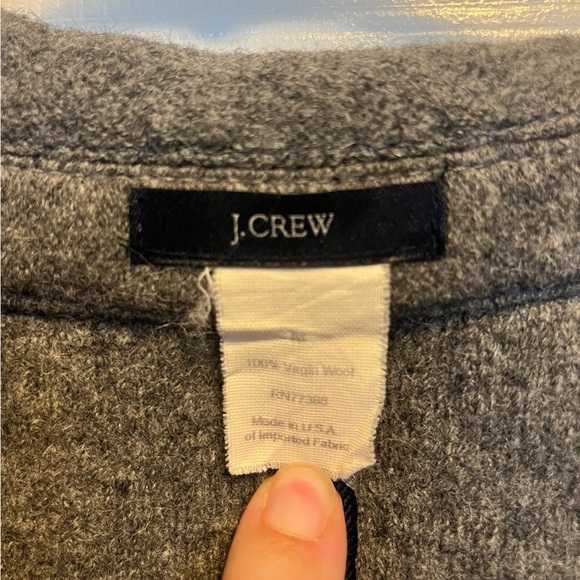 J.CREW
M
100% Virgin Wool
RN77388
Made in U.S.A.
of Imported Fabric